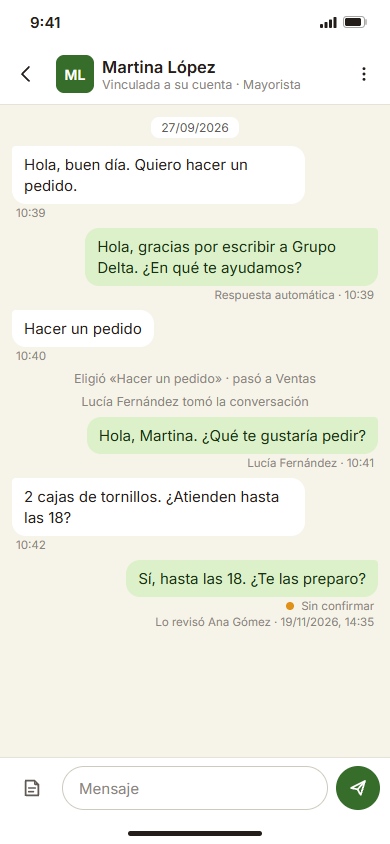 9:41
ML
Martina López
Vinculada a su cuenta · Mayorista
27/09/2026
Hola, buen día. Quiero hacer un
pedido.
10:39
Hola, gracias por escribir a Grupo
Delta. ¿En qué te ayudamos?
Respuesta automática · 10:39
Hacer un pedido
10:40
Eligió «Hacer un pedido» · pasó a Ventas
Lucía Fernández tomó la conversación
Hola, Martina. ¿Qué te gustaría pedir?
Lucía Fernández · 10:41
2 cajas de tornillos. ¿Atienden hasta
las 18?
10:42
Sí, hasta las 18. ¿Te las preparo?
Sin confirmar
Lo revisó Ana Gómez · 19/11/2026, 14:35
Mensaje